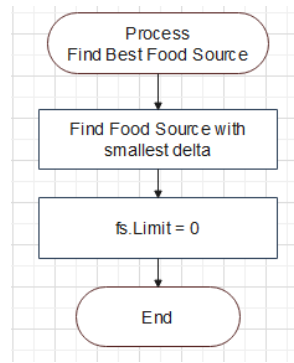 Process
Find Best Food Source
Find Food Source with
smallest delta
fs.Limit = 0
End